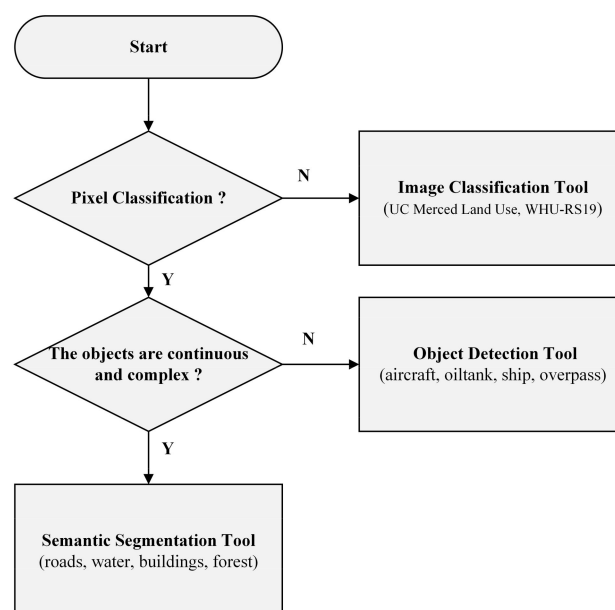 Start
Pixel Classification ?
N
Image Classification Tool
(UC Merced Land Use, WHU-RS19)
Y
The objects are continuous
and complex ?
N
Object Detection Tool
(aircraft, oiltank, ship, overpass)
Y
Semantic Segmentation Tool
(roads, water, buildings, forest)